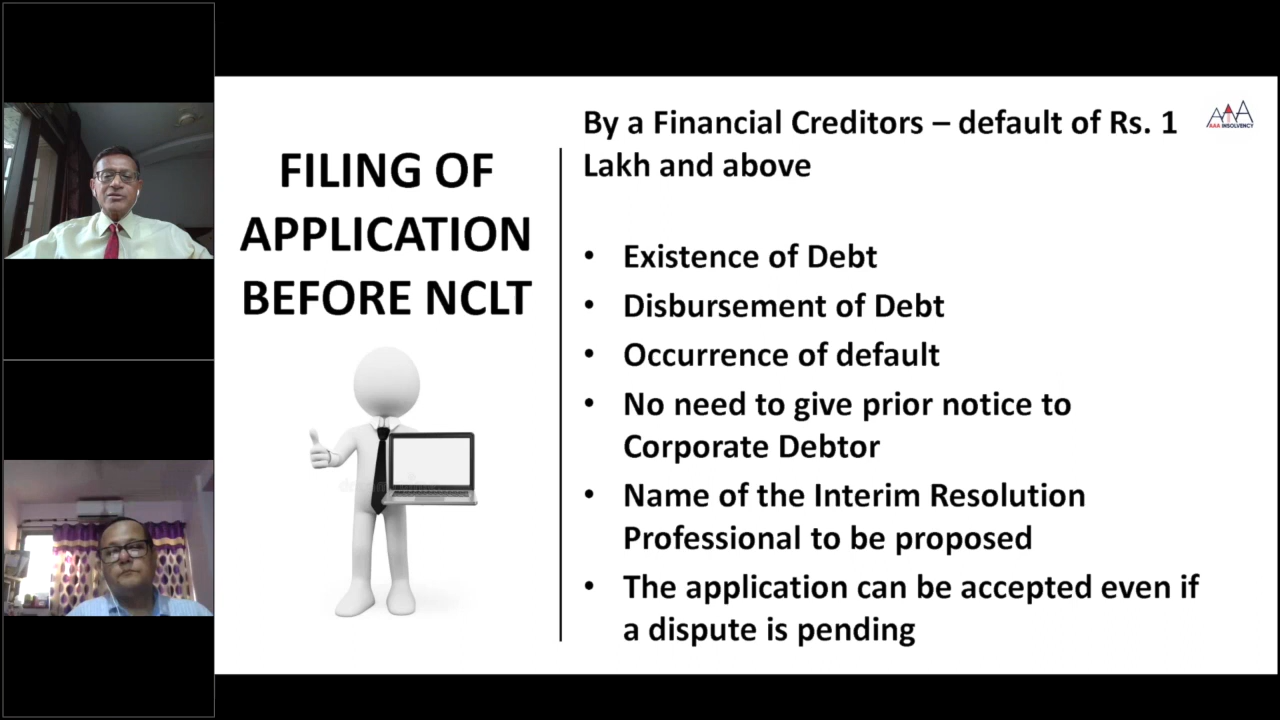 FILING OF
APPLICATION
BEFORE NCLT
By a Financial Creditors – default of Rs. 1
Lakh and above
• Existence of Debt
• Disbursement of Debt
• Occurrence of default
• No need to give prior notice to
Corporate Debtor
• Name of the Interim Resolution
Professional to be proposed
• The application can be accepted even if
a dispute is pending
AAA INSOLVENCY